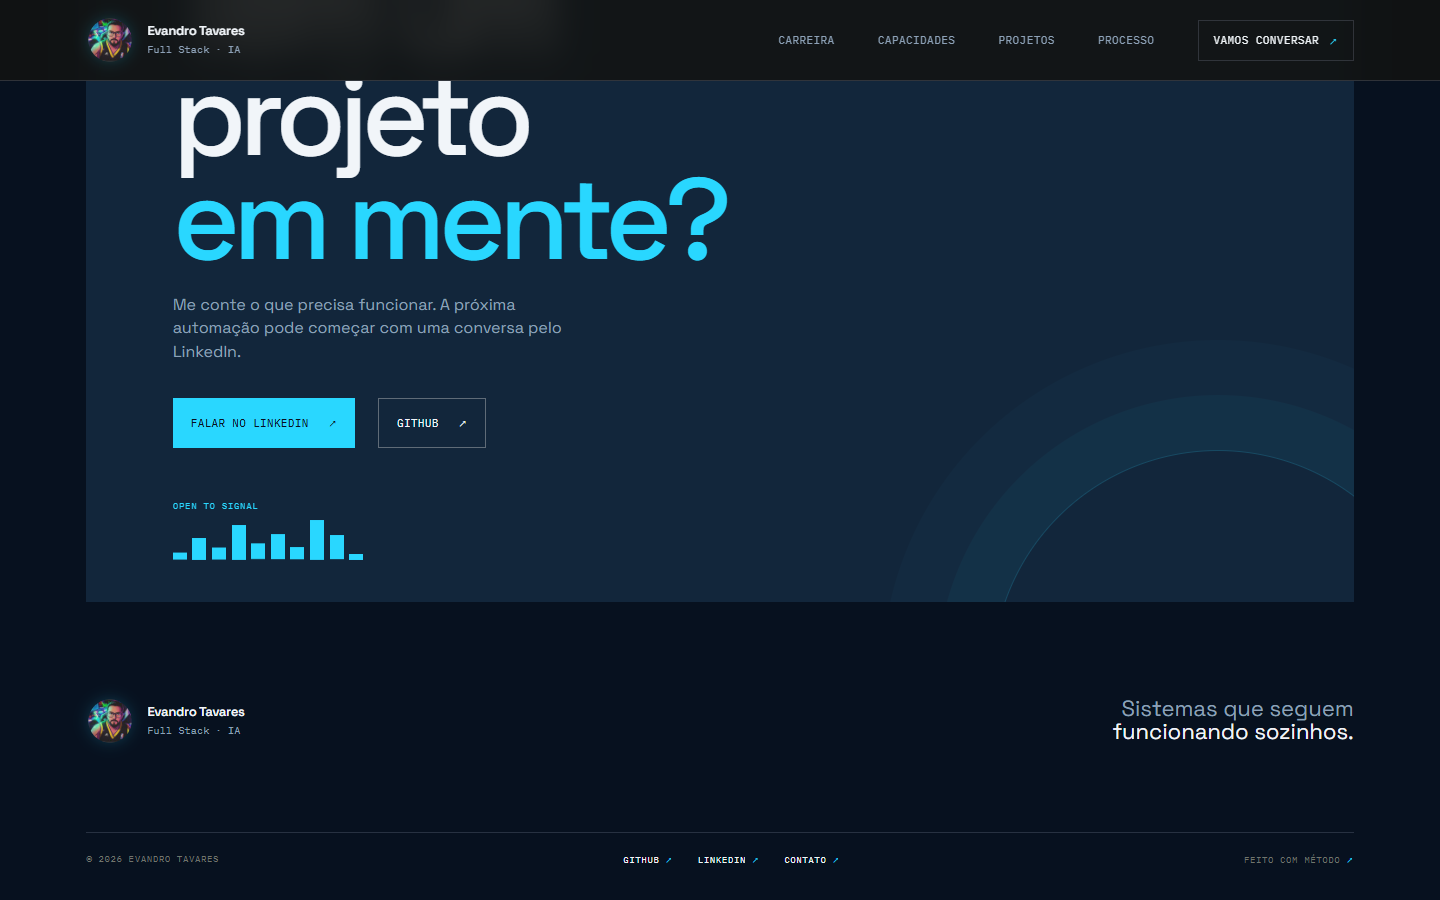 Evandro Tavares
Full Stack · IA
CARREIRA
CAPACIDADES
PROJETOS
PROCESSO
VAMOS CONVERSAR ↗
projeto
em mente?
Me conte o que precisa funcionar. A próxima
automação pode começar com uma conversa pelo
LinkedIn.
FALAR NO LINKEDIN ↗
GITHUB ↗
OPEN TO SIGNAL
Evandro Tavares
Full Stack · IA
Sistemas que seguem
funcionando sozinhos.
© 2026 EVANDRO TAVARES
GITHUB ↗
LINKEDIN ↗
CONTATO ↗
FEITO COM MÉTODO ↗